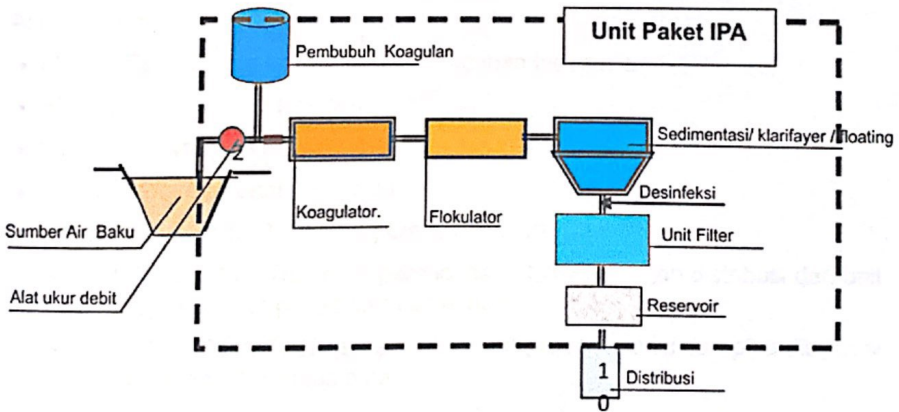 Unit Paket IPA
Pembubuh Koagulan
2
Sedimentasi/ klarifayer / floating
Desinfeksi
Koagulator.
Flokulator
Sumber Air Baku
Unit Filter
Alat ukur debit
Reservoir
1
0
Distribusi